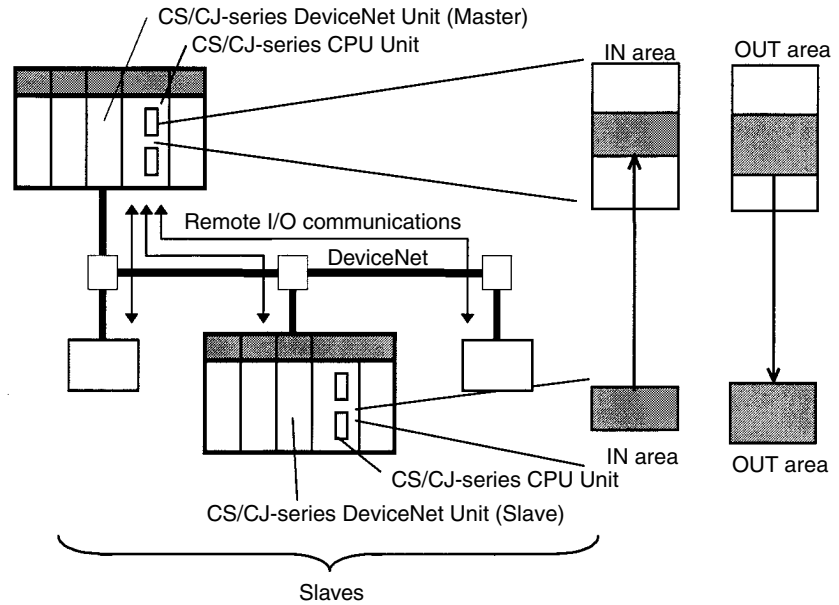 CS/CJ-series DeviceNet Unit (Master)
CS/CJ-series CPU Unit
IN area
OUT area
Remote I/O communications
DeviceNet
IN area
OUT area
CS/CJ-series CPU Unit
CS/CJ-series DeviceNet Unit (Slave)
Slaves